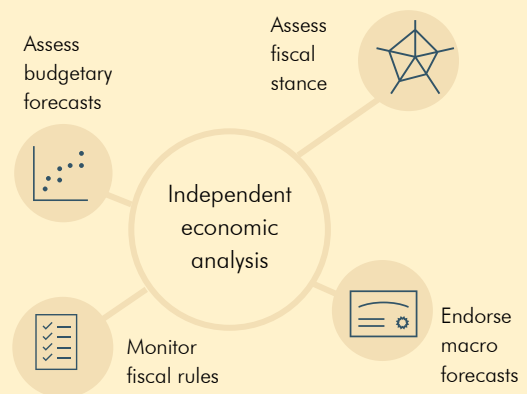 Assess
budgetary
forecasts
Assess
fiscal
stance
Independent
economic
analysis
Monitor
fiscal rules
Endorse
macro
forecasts